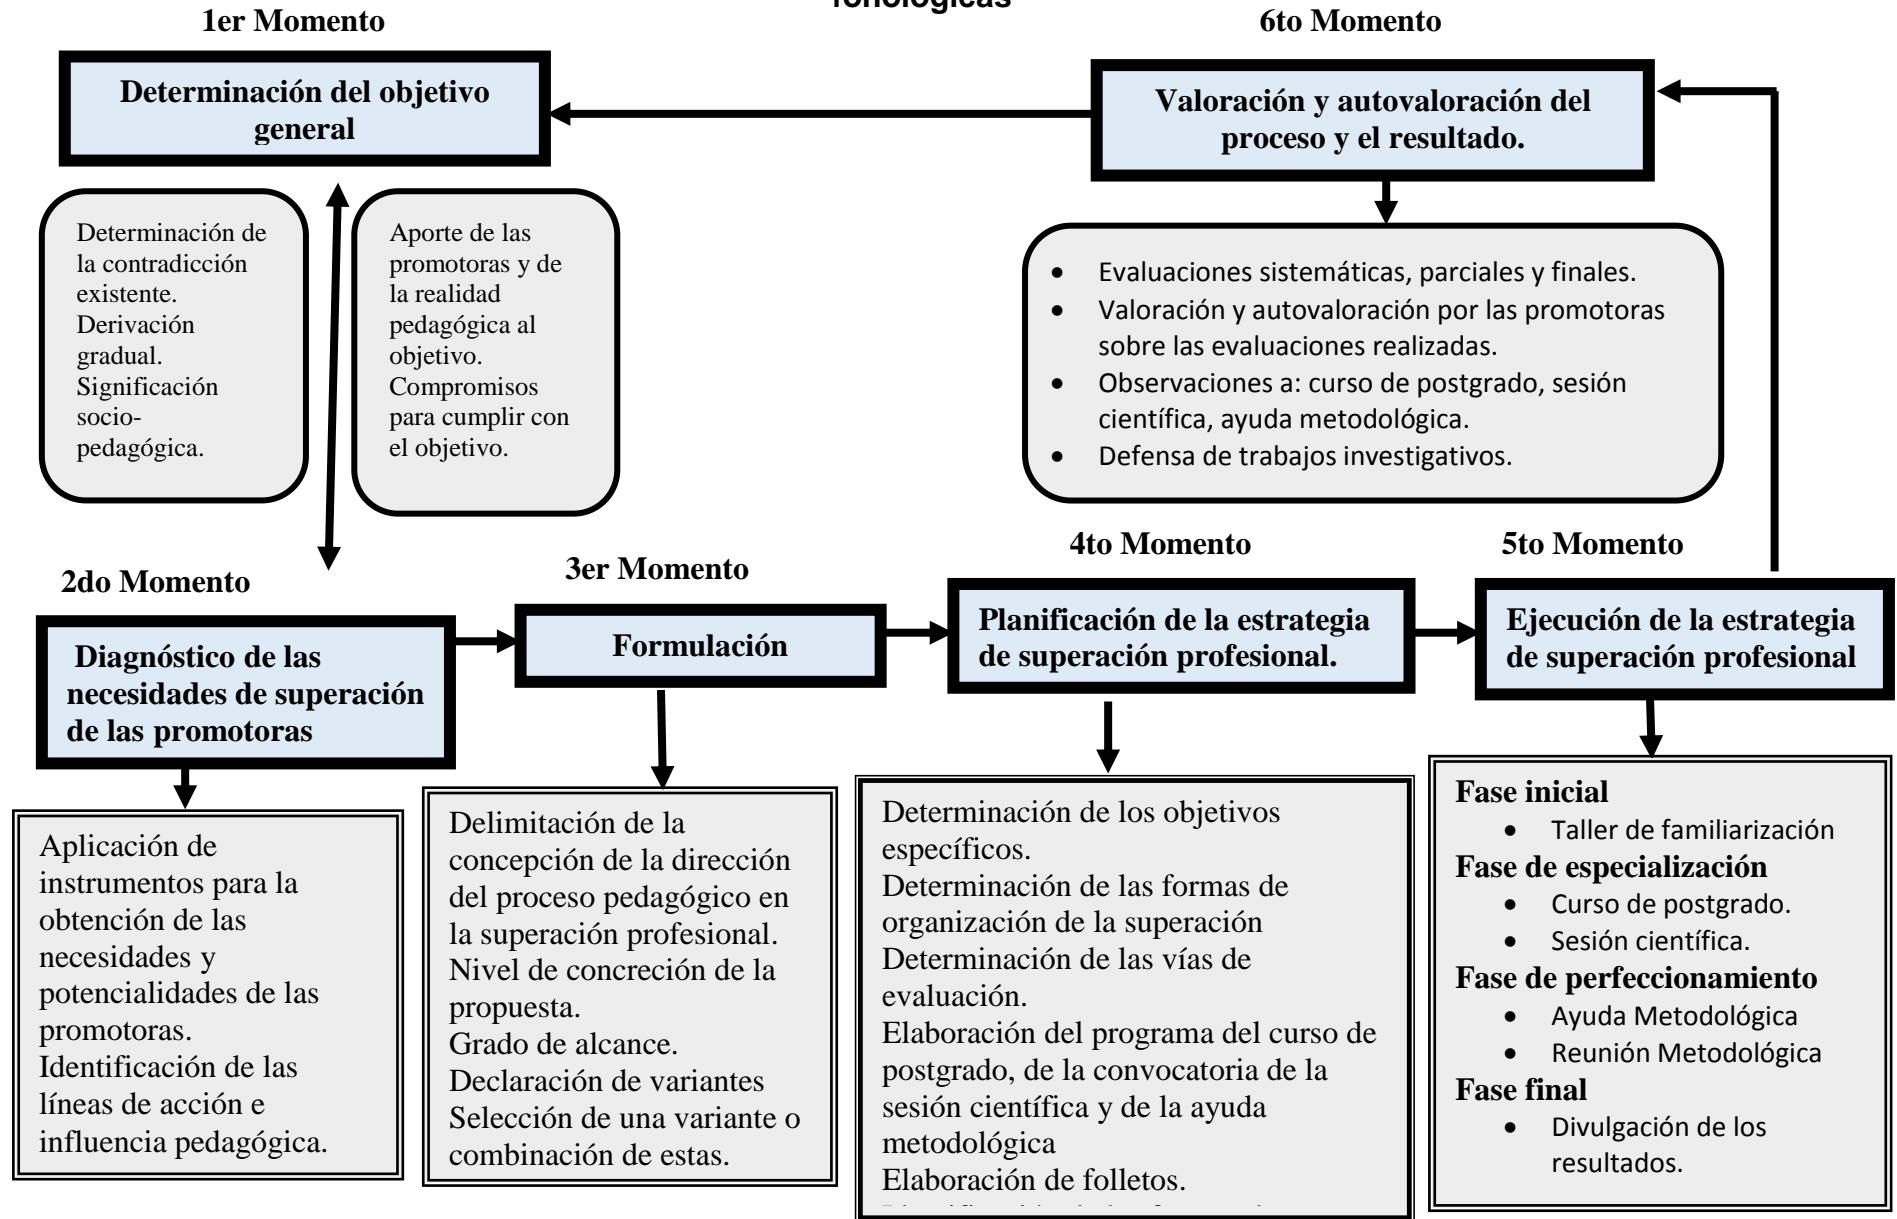 fonológicas
1er Momento
Determinación del objetivo
general
Determinación de
la contradicción
existente.
Derivación
gradual.
Significación
socio-
pedagógica.
Aporte de las
promotoras y de
la realidad
pedagógica al
objetivo.
Compromisos
para cumplir con
el objetivo.
6to Momento
Valoración y autovaloración del
proceso y el resultado.
• Evaluaciones sistemáticas, parciales y finales.
• Valoración y autovaloración por las promotoras
sobre las evaluaciones realizadas.
• Observaciones a: curso de postgrado, sesión
científica, ayuda metodológica.
• Defensa de trabajos investigativos.
2do Momento
Diagnóstico de las
necesidades de superación
de las promotoras
Aplicación de
instrumentos para la
obtención de las
necesidades y
potencialidades de las
promotoras.
Identificación de las
líneas de acción e
influencia pedagógica.
3er Momento
Formulación
Delimitación de la
concepción de la dirección
del proceso pedagógico en
la superación profesional.
Nivel de concreción de la
propuesta.
Grado de alcance.
Declaración de variantes
Selección de una variante o
combinación de estas.
4to Momento
Planificación de la estrategia
de superación profesional.
Determinación de los objetivos
específicos.
Determinación de las formas de
organización de la superación
Determinación de las vías de
evaluación.
Elaboración del programa del curso de
postgrado, de la convocatoria de la
sesión científica y de la ayuda
metodológica
Elaboración de folletos.
5to Momento
Ejecución de la estrategia
de superación profesional
Fase inicial
• Taller de familiarización
Fase de especialización
• Curso de postgrado.
• Sesión científica.
Fase de perfeccionamiento
• Ayuda Metodológica
• Reunión Metodológica
Fase final
• Divulgación de los
resultados.